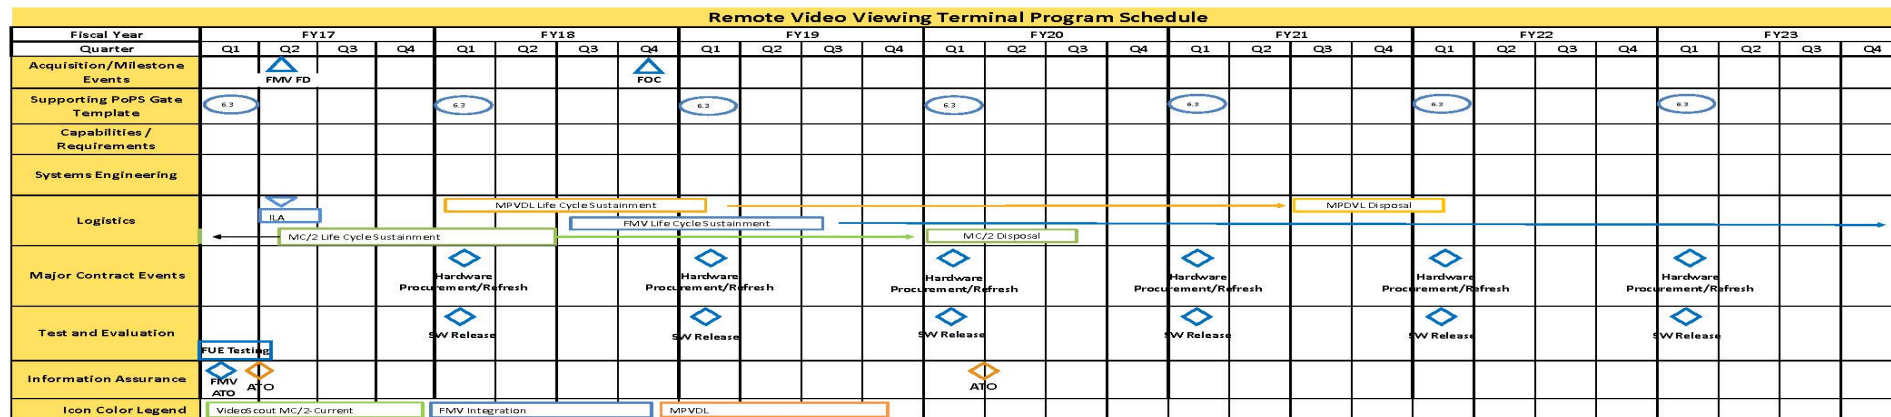 Remote Video Viewing Terminal Program Schedule
Fiscal Year FY17 FY18 FY19 FY20 FY21 FY22 FY23
Quarter Q1 Q2 Q3 Q4 Q1 Q2 Q3 Q4 Q1 Q2 Q3 Q4 Q1 Q2 Q3 Q4 Q1 Q2 Q3 Q4 Q1 Q2 Q3 Q4 Q1 Q2 Q3 Q4
Acquisition/Milestone
Events
FMV FD FOC
Supporting PoPS Gate
Template
6.3 6.3 6.3 6.3 6.3 6.3 6.3
Capabilities /
Requirements
Systems Engineering
Logistics
MPVDL Life Cycle Sustainment MPDVL Disposal
ILA FMV Life Cycle Sustainment
MC/2 Life Cycle Sustainment MC/2 Disposal
Major Contract Events
Hardware Hardware Hardware Hardware Hardware Hardware
Procurement/Refresh Procurement/Refresh Procurement/Refresh Procurement/Refresh Procurement/Refresh Procurement/Refresh
Test and Evaluation
SW Release SW Release SW Release SW Release SW Release SW Release
FUE Testing
Information Assurance
FMV
ATO
ATO ATO
Icon Color Legend VideoScout MC/2-Current FMV Integration MPVDL